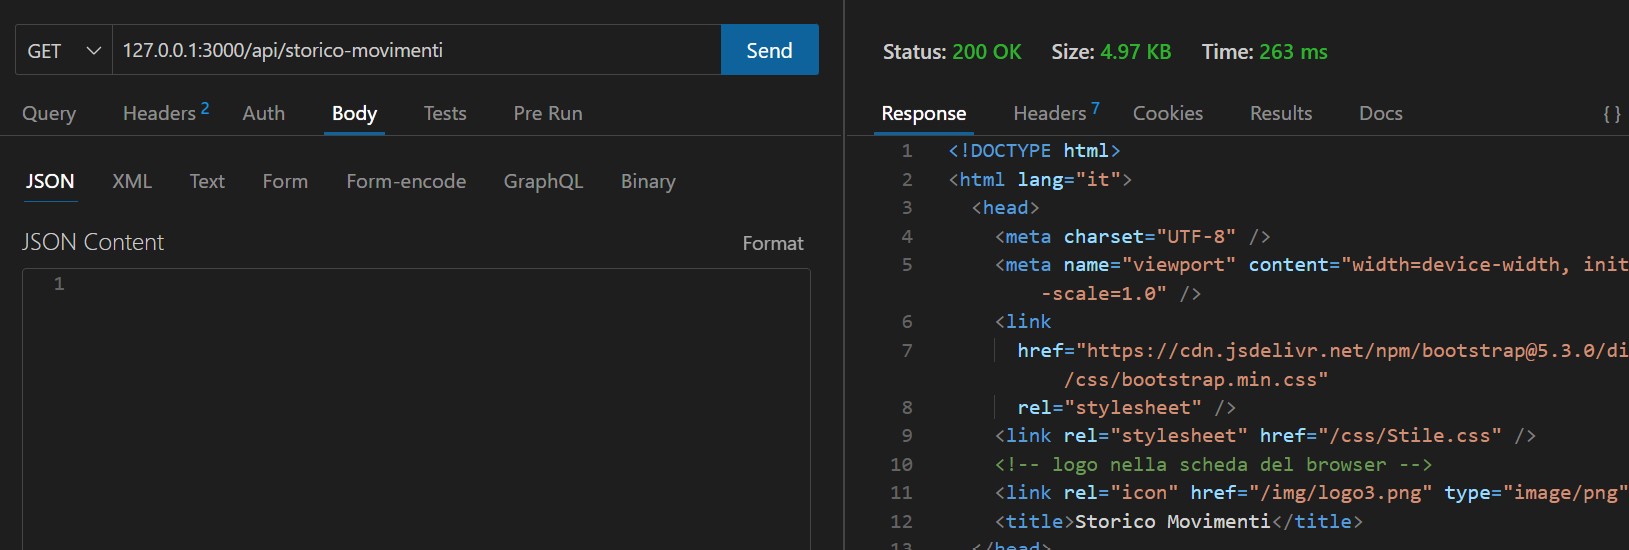 GET 127.0.0.1:3000/api/storico-movimenti Send
Query Headers 2 Auth Body Tests Pre Run
JSON XML Text Form Form-encode GraphQL Binary
JSON Content Format
1
Status: 200 OK Size: 4.97 KB Time: 263 ms
Response Headers 7 Cookies Results Docs { }
1 <!DOCTYPE html>
2 <html lang="it">
3 <head>
4 <meta charset="UTF-8" />
5 <meta name="viewport" content="width=device-width, init
-scale=1.0" />
6 <link
7 href="https://cdn.jsdelivr.net/npm/bootstrap@5.3.0/di
/css/bootstrap.min.css"
8 rel="stylesheet" />
9 <link rel="stylesheet" href="/css/Stile.css" />
10 <!-- logo nella scheda del browser -->
11 <link rel="icon" href="/img/logo3.png" type="image/png"
12 <title>Storico Movimenti</title>
13 </head>